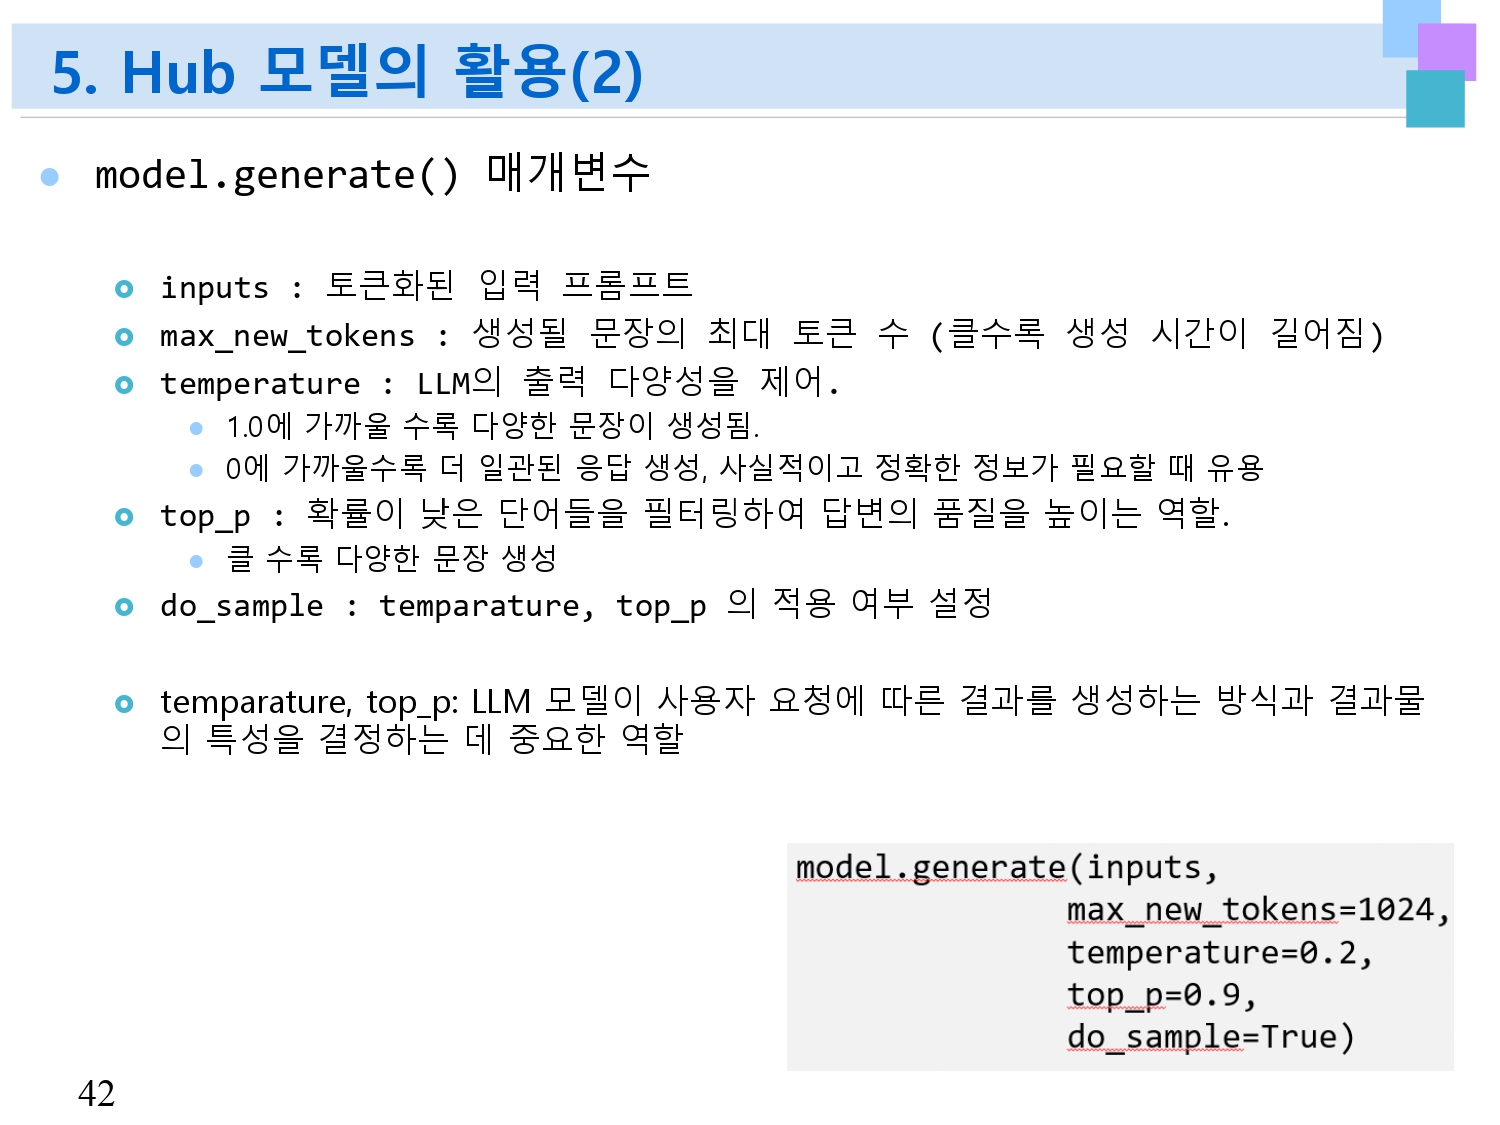 5. Hub 모델의 활용(2)
model.generate() 매개변수
inputs : 토큰화된 입력 프롬프트
max_new_tokens : 생성될 문장의 최대 토큰 수 (클수록 생성 시간이 길어짐)
temperature : LLM의 출력 다양성을 제어.
1.0에 가까울 수록 다양한 문장이 생성됨.
0에 가까울수록 더 일관된 응답 생성, 사실적이고 정확한 정보가 필요할 때 유용
top_p : 확률이 낮은 단어들을 필터링하여 답변의 품질을 높이는 역할.
클 수록 다양한 문장 생성
do_sample : temparature, top_p 의 적용 여부 설정
temparature, top_p: LLM 모델이 사용자 요청에 따른 결과를 생성하는 방식과 결과물
의 특성을 결정하는 데 중요한 역할
model.generate(inputs,
max_new_tokens=1024,
temperature=0.2,
top_p=0.9,
do_sample=True)
42